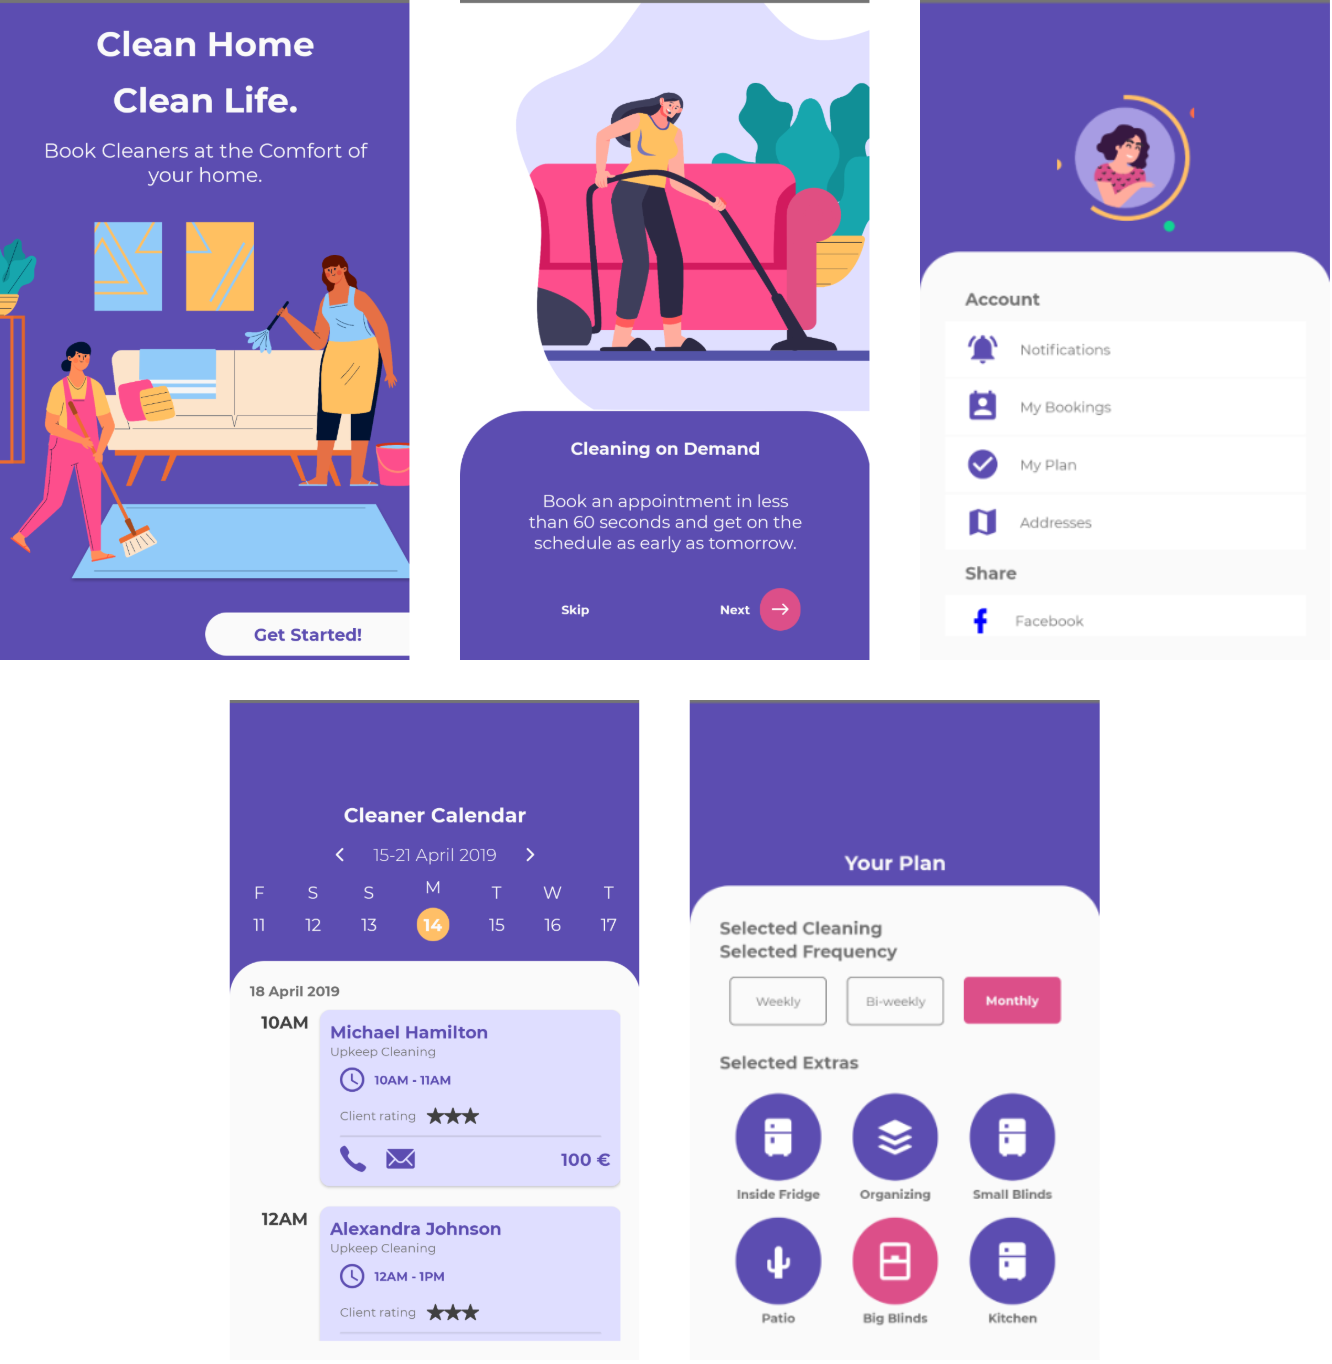 Clean Home
Clean Life.
Book Cleaners at the Comfort of
your home.
Get Started!
Cleaning on Demand
Book an appointment in less
than 60 seconds and get on the
schedule as early as tomorrow.
Skip
Next
Account
Notifications
My Bookings
My Plan
Addresses
Share
Facebook
Cleaner Calendar
15-21 April 2019
F S S M T W T
11 12 13 14 15 16 17
18 April 2019
10AM
Michael Hamilton
Upkeep Cleaning
10AM - 11AM
Client rating
100 €
12AM
Alexandra Johnson
Upkeep Cleaning
12AM - 1PM
Client rating
Your Plan
Selected Cleaning
Selected Frequency
Weekly Bi-weekly Monthly
Selected Extras
Inside Fridge Organizing Small Blinds
Patio Big Blinds Kitchen